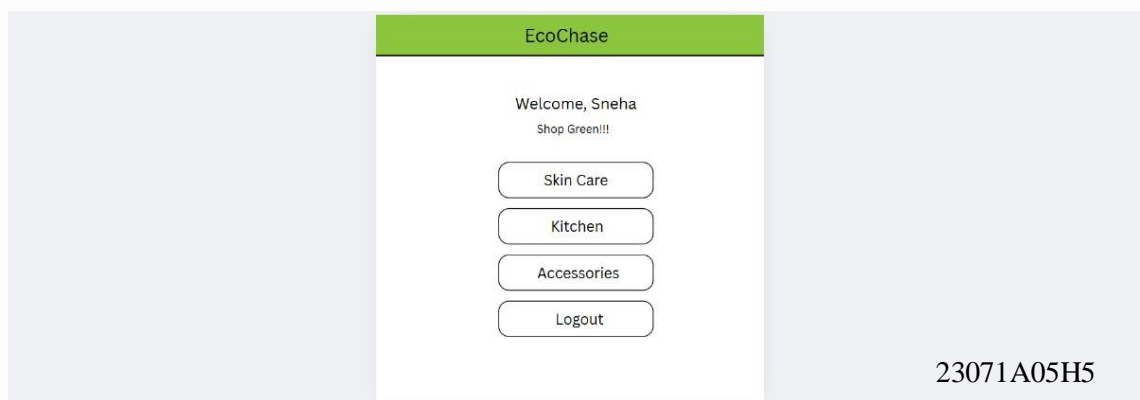 EcoChase
Welcome, Sneha
Shop Green!!!
Skin Care
Kitchen
Accessories
Logout
23071A05H5